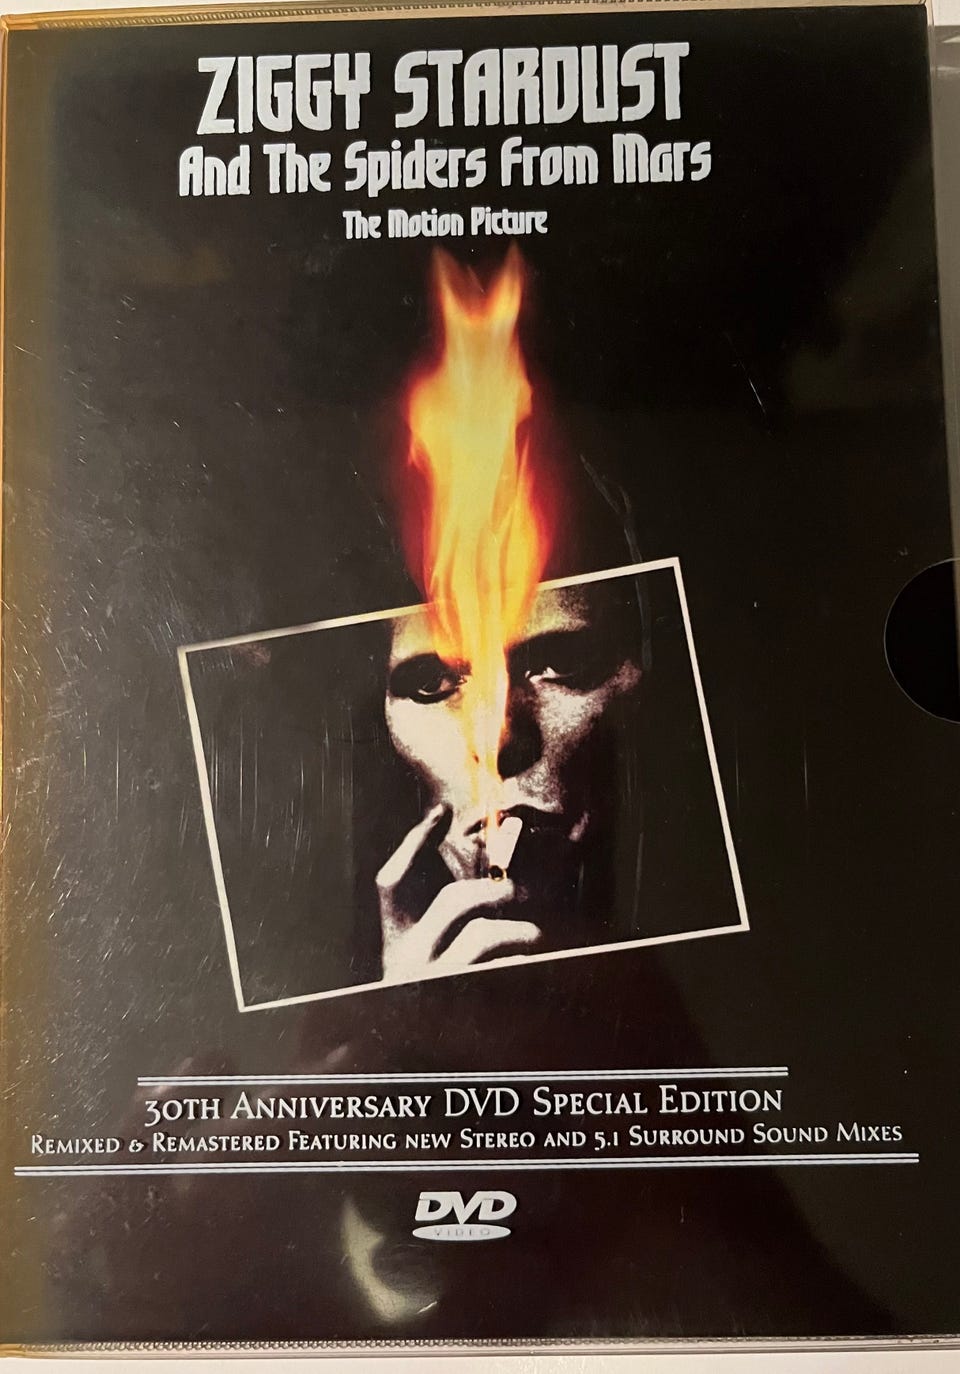 ZIGGY STARDUST
And The Spiders From Mars
The Motion Picture
30TH ANNIVERSARY DVD SPECIAL EDITION
REMIXED & REMASTERED FEATURING NEW STEREO AND 5.1 SURROUND SOUND MIXES
DVD
VIDEO